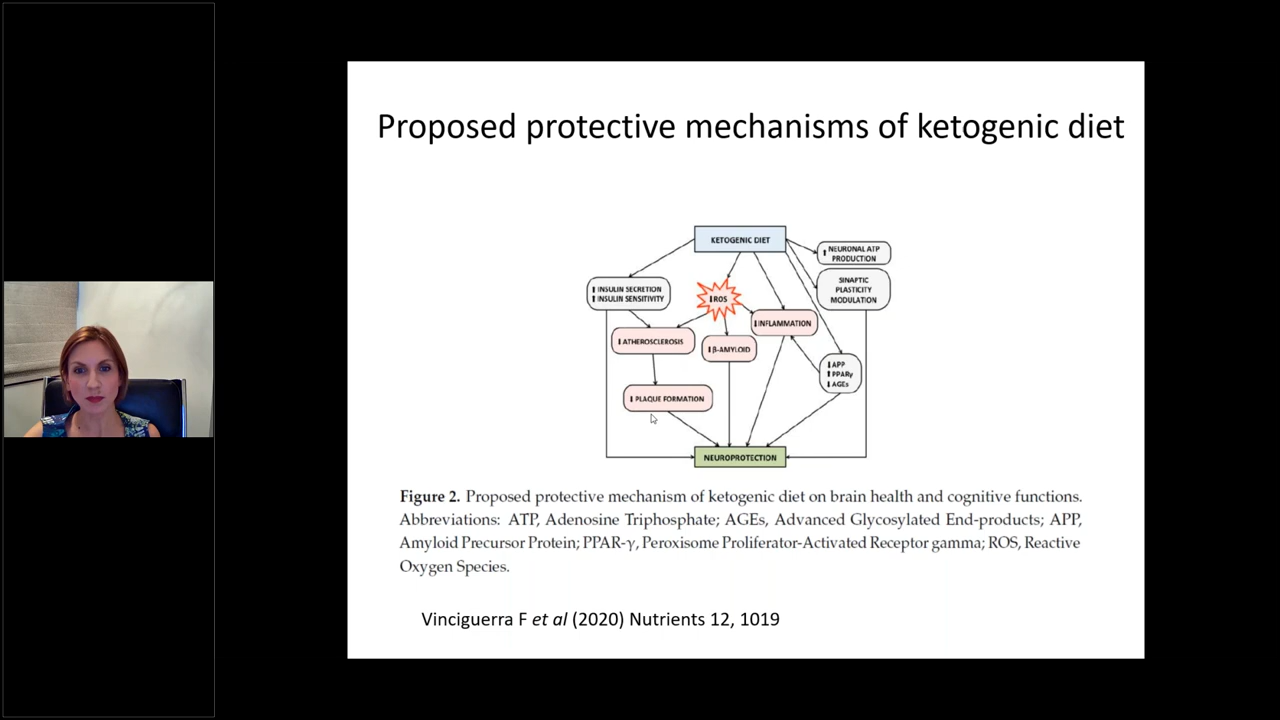 Proposed protective mechanisms of ketogenic diet
KETOGENIC DIET
⬆ NEURONAL ATP
PRODUCTION
SINAPTIC
PLASTICITY
MODULATION
⬆ INSULIN SECRETION
⬆ INSULIN SENSITIVITY
⬇ROS
⬇INFLAMMATION
⬇ ATHEROSCLEROSIS
⬇ β-AMYLOID
⬇ APP
⬆ PPARγ
⬇ AGEs
⬇ PLAQUE FORMATION
NEUROPROTECTION
Figure 2. Proposed protective mechanism of ketogenic diet on brain health and cognitive functions.
Abbreviations: ATP, Adenosine Triphosphate; AGEs, Advanced Glycosylated End-products; APP,
Amyloid Precursor Protein; PPAR-γ, Peroxisome Proliferator-Activated Receptor gamma; ROS, Reactive
Oxygen Species.
Vinciguerra F et al (2020) Nutrients 12, 1019